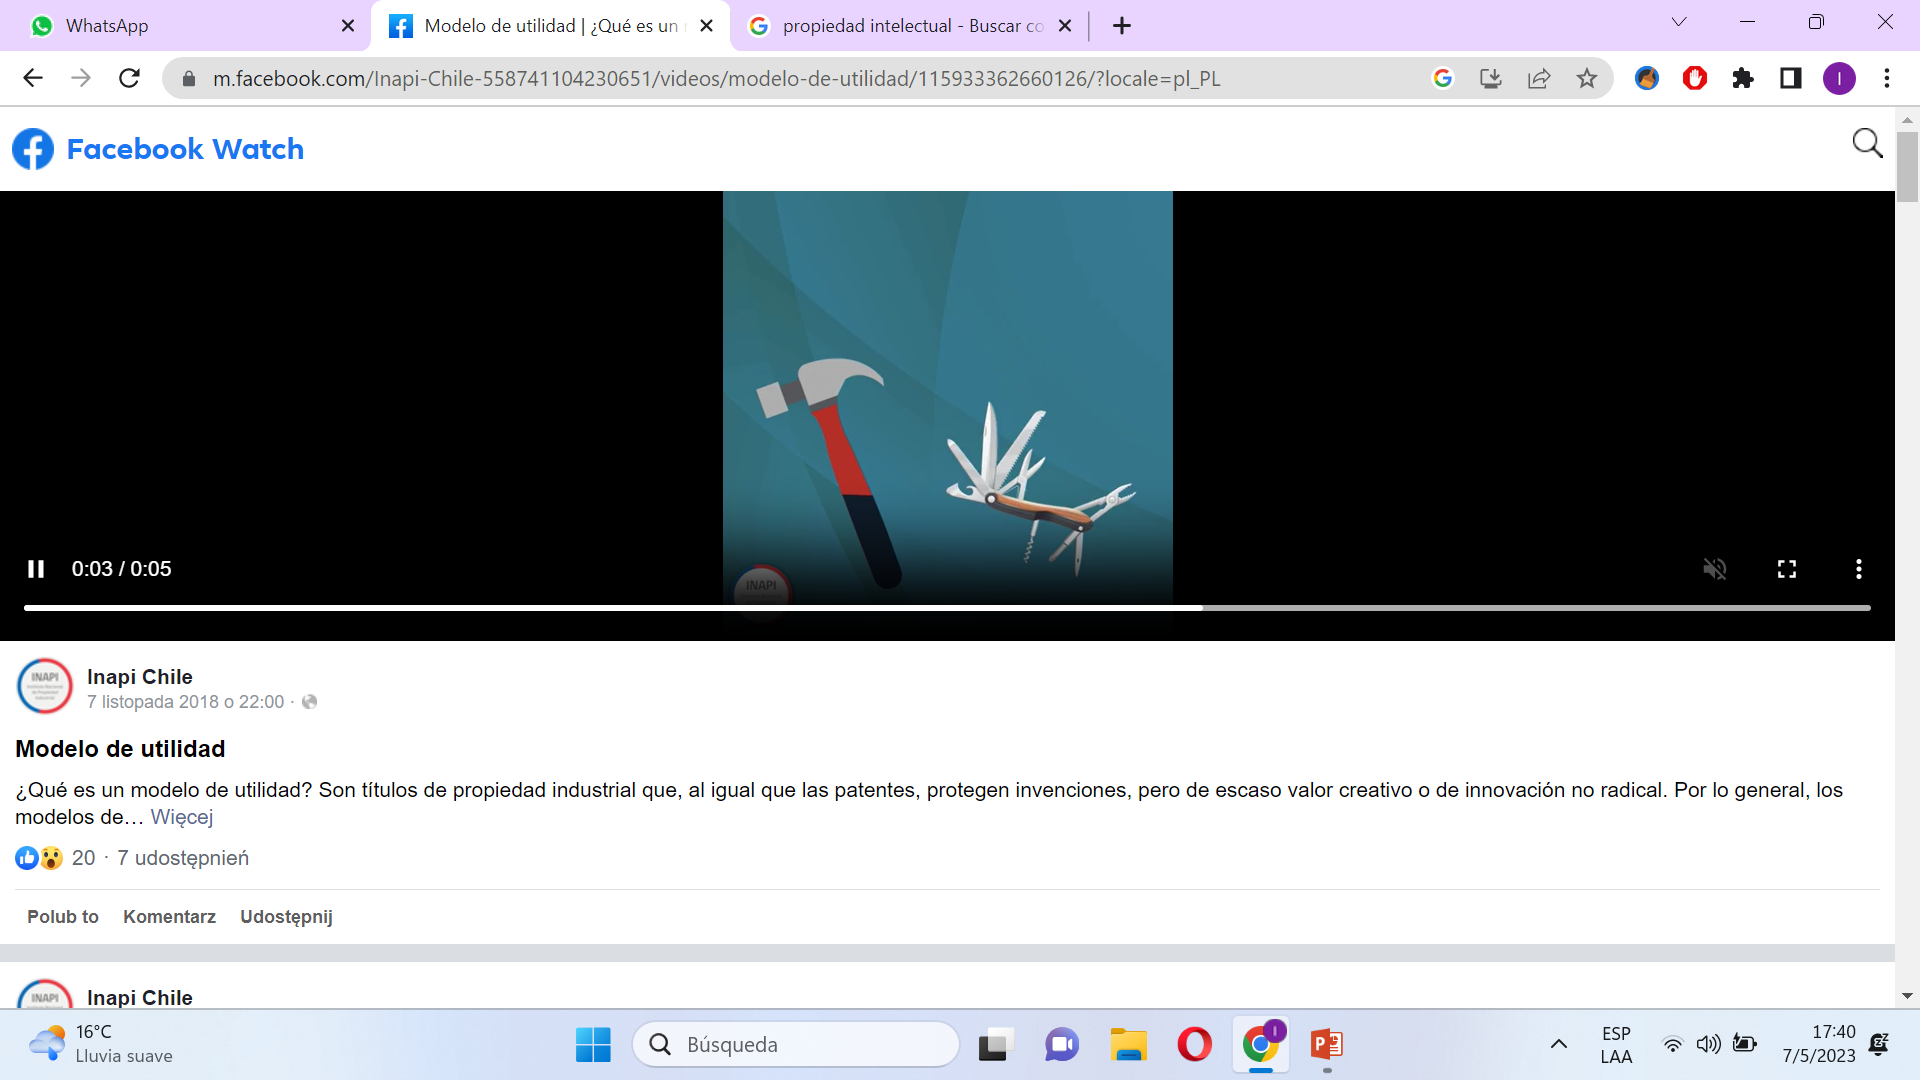 WhatsApp
Modelo de utilidad | ¿Qué es un
propiedad intelectual - Buscar co
m.facebook.com/Inapi-Chile-558741104230651/videos/modelo-de-utilidad/115933362660126/?locale=pl_PL
I
Facebook Watch
INAPI
0:03 / 0:05
INAPI
Inapi Chile
7 listopada 2018 o 22:00 ·
Modelo de utilidad
¿Qué es un modelo de utilidad? Son títulos de propiedad industrial que, al igual que las patentes, protegen invenciones, pero de escaso valor creativo o de innovación no radical. Por lo general, los
modelos de… Więcej
20 · 7 udostępnień
Polub to Komentarz Udostępnij
INAPI
Inapi Chile
16°C
Lluvia suave
Búsqueda
I
ESP
LAA
17:40
7/5/2023